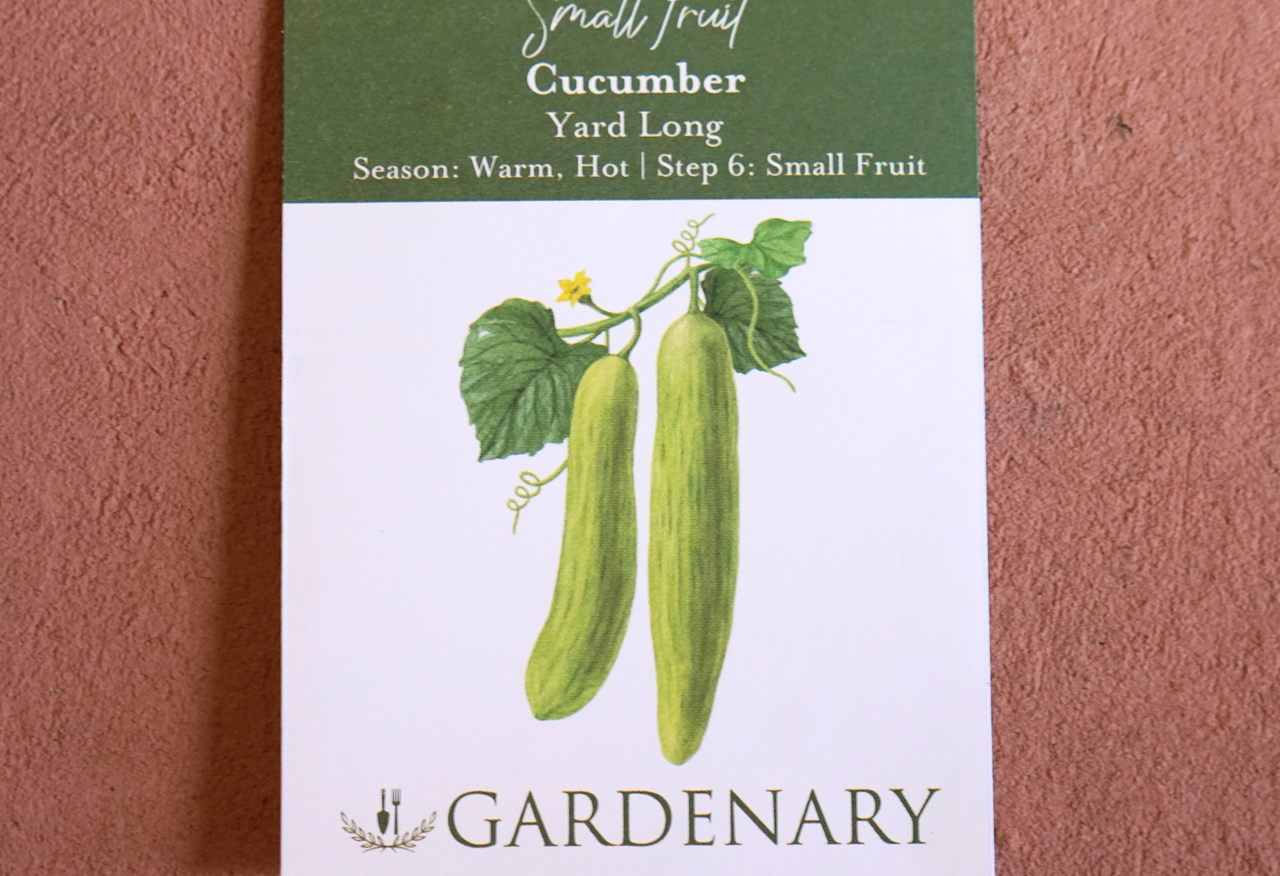 Small Fruit
Cucumber
Yard Long
Season: Warm, Hot | Step 6: Small Fruit
GARDENARY